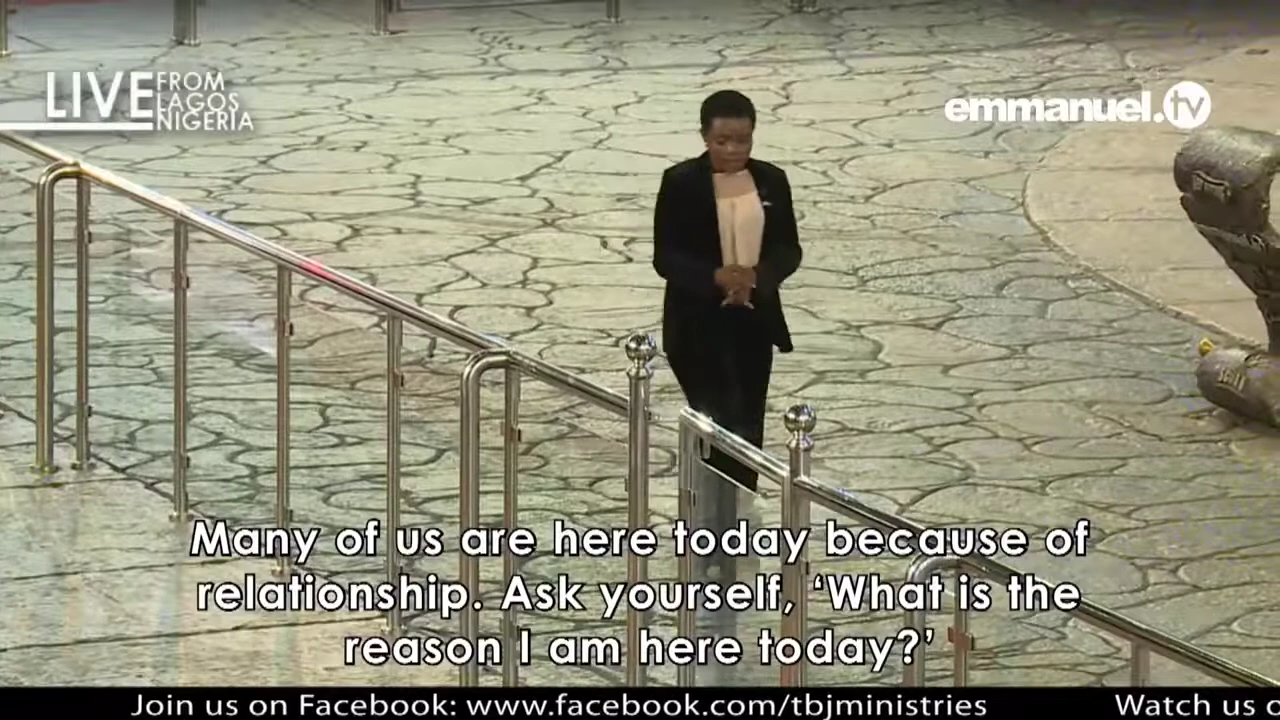 LIVE FROM
LAGOS
NIGERIA
emmanuel.tv
Many of us are here today because of
relationship. Ask yourself, ‘What is the
reason I am here today?’
Join us on Facebook: www.facebook.com/tbjministries Watch us o